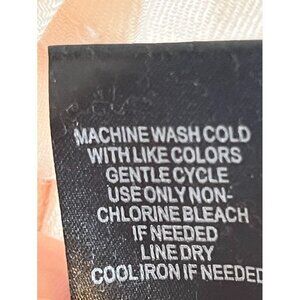 MACHINE WASH COLD
WITH LIKE COLORS
GENTLE CYCLE
USE ONLY NON-
CHLORINE BLEACH
IF NEEDED
LINE DRY
COOL IRON IF NEEDED